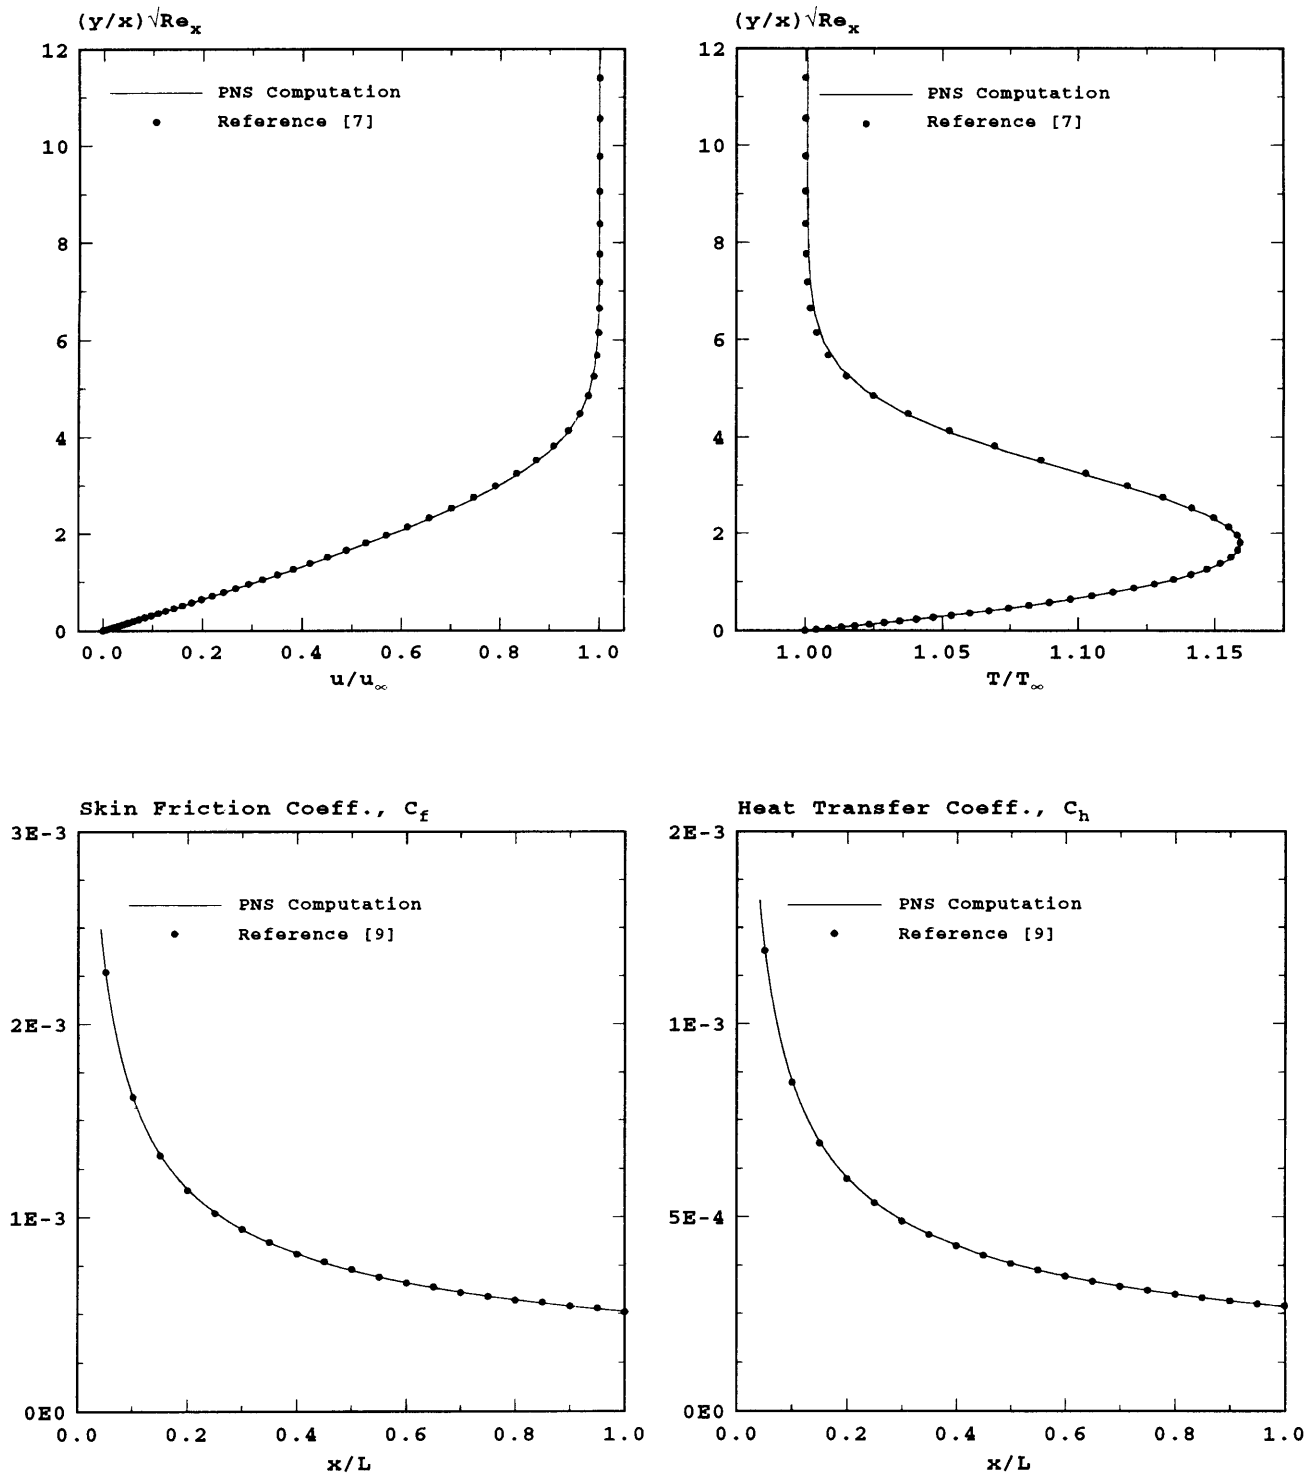 (y/x)√Reₓ
12
10
8
6
4
2
0
PNS Computation
Reference [7]
0.0 0.2 0.4 0.6 0.8 1.0
u/u∞
(y/x)√Reₓ
12
10
8
6
4
2
0
PNS Computation
Reference [7]
1.00 1.05 1.10 1.15
T/T∞
Skin Friction Coeff., C_f
3E-3
2E-3
1E-3
0E0
PNS Computation
Reference [9]
0.0 0.2 0.4 0.6 0.8 1.0
x/L
Heat Transfer Coeff., C_h
2E-3
1E-3
5E-4
0E0
PNS Computation
Reference [9]
0.0 0.2 0.4 0.6 0.8 1.0
x/L